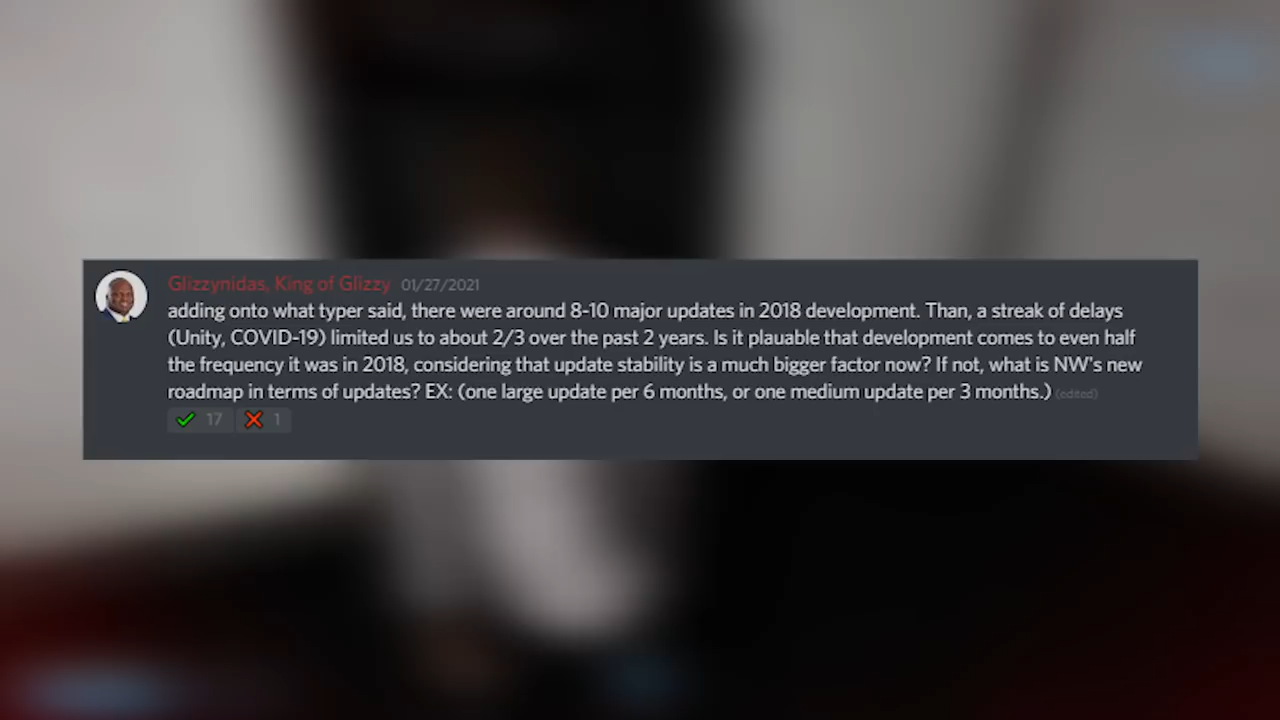 Glizzynidas, King of Glizzy 01/27/2021
adding onto what typer said, there were around 8-10 major updates in 2018 development. Than, a streak of delays
(Unity, COVID-19) limited us to about 2/3 over the past 2 years. Is it plauable that development comes to even half
the frequency it was in 2018, considering that update stability is a much bigger factor now? If not, what is NW's new
roadmap in terms of updates? EX: (one large update per 6 months, or one medium update per 3 months.) (edited)
17 1